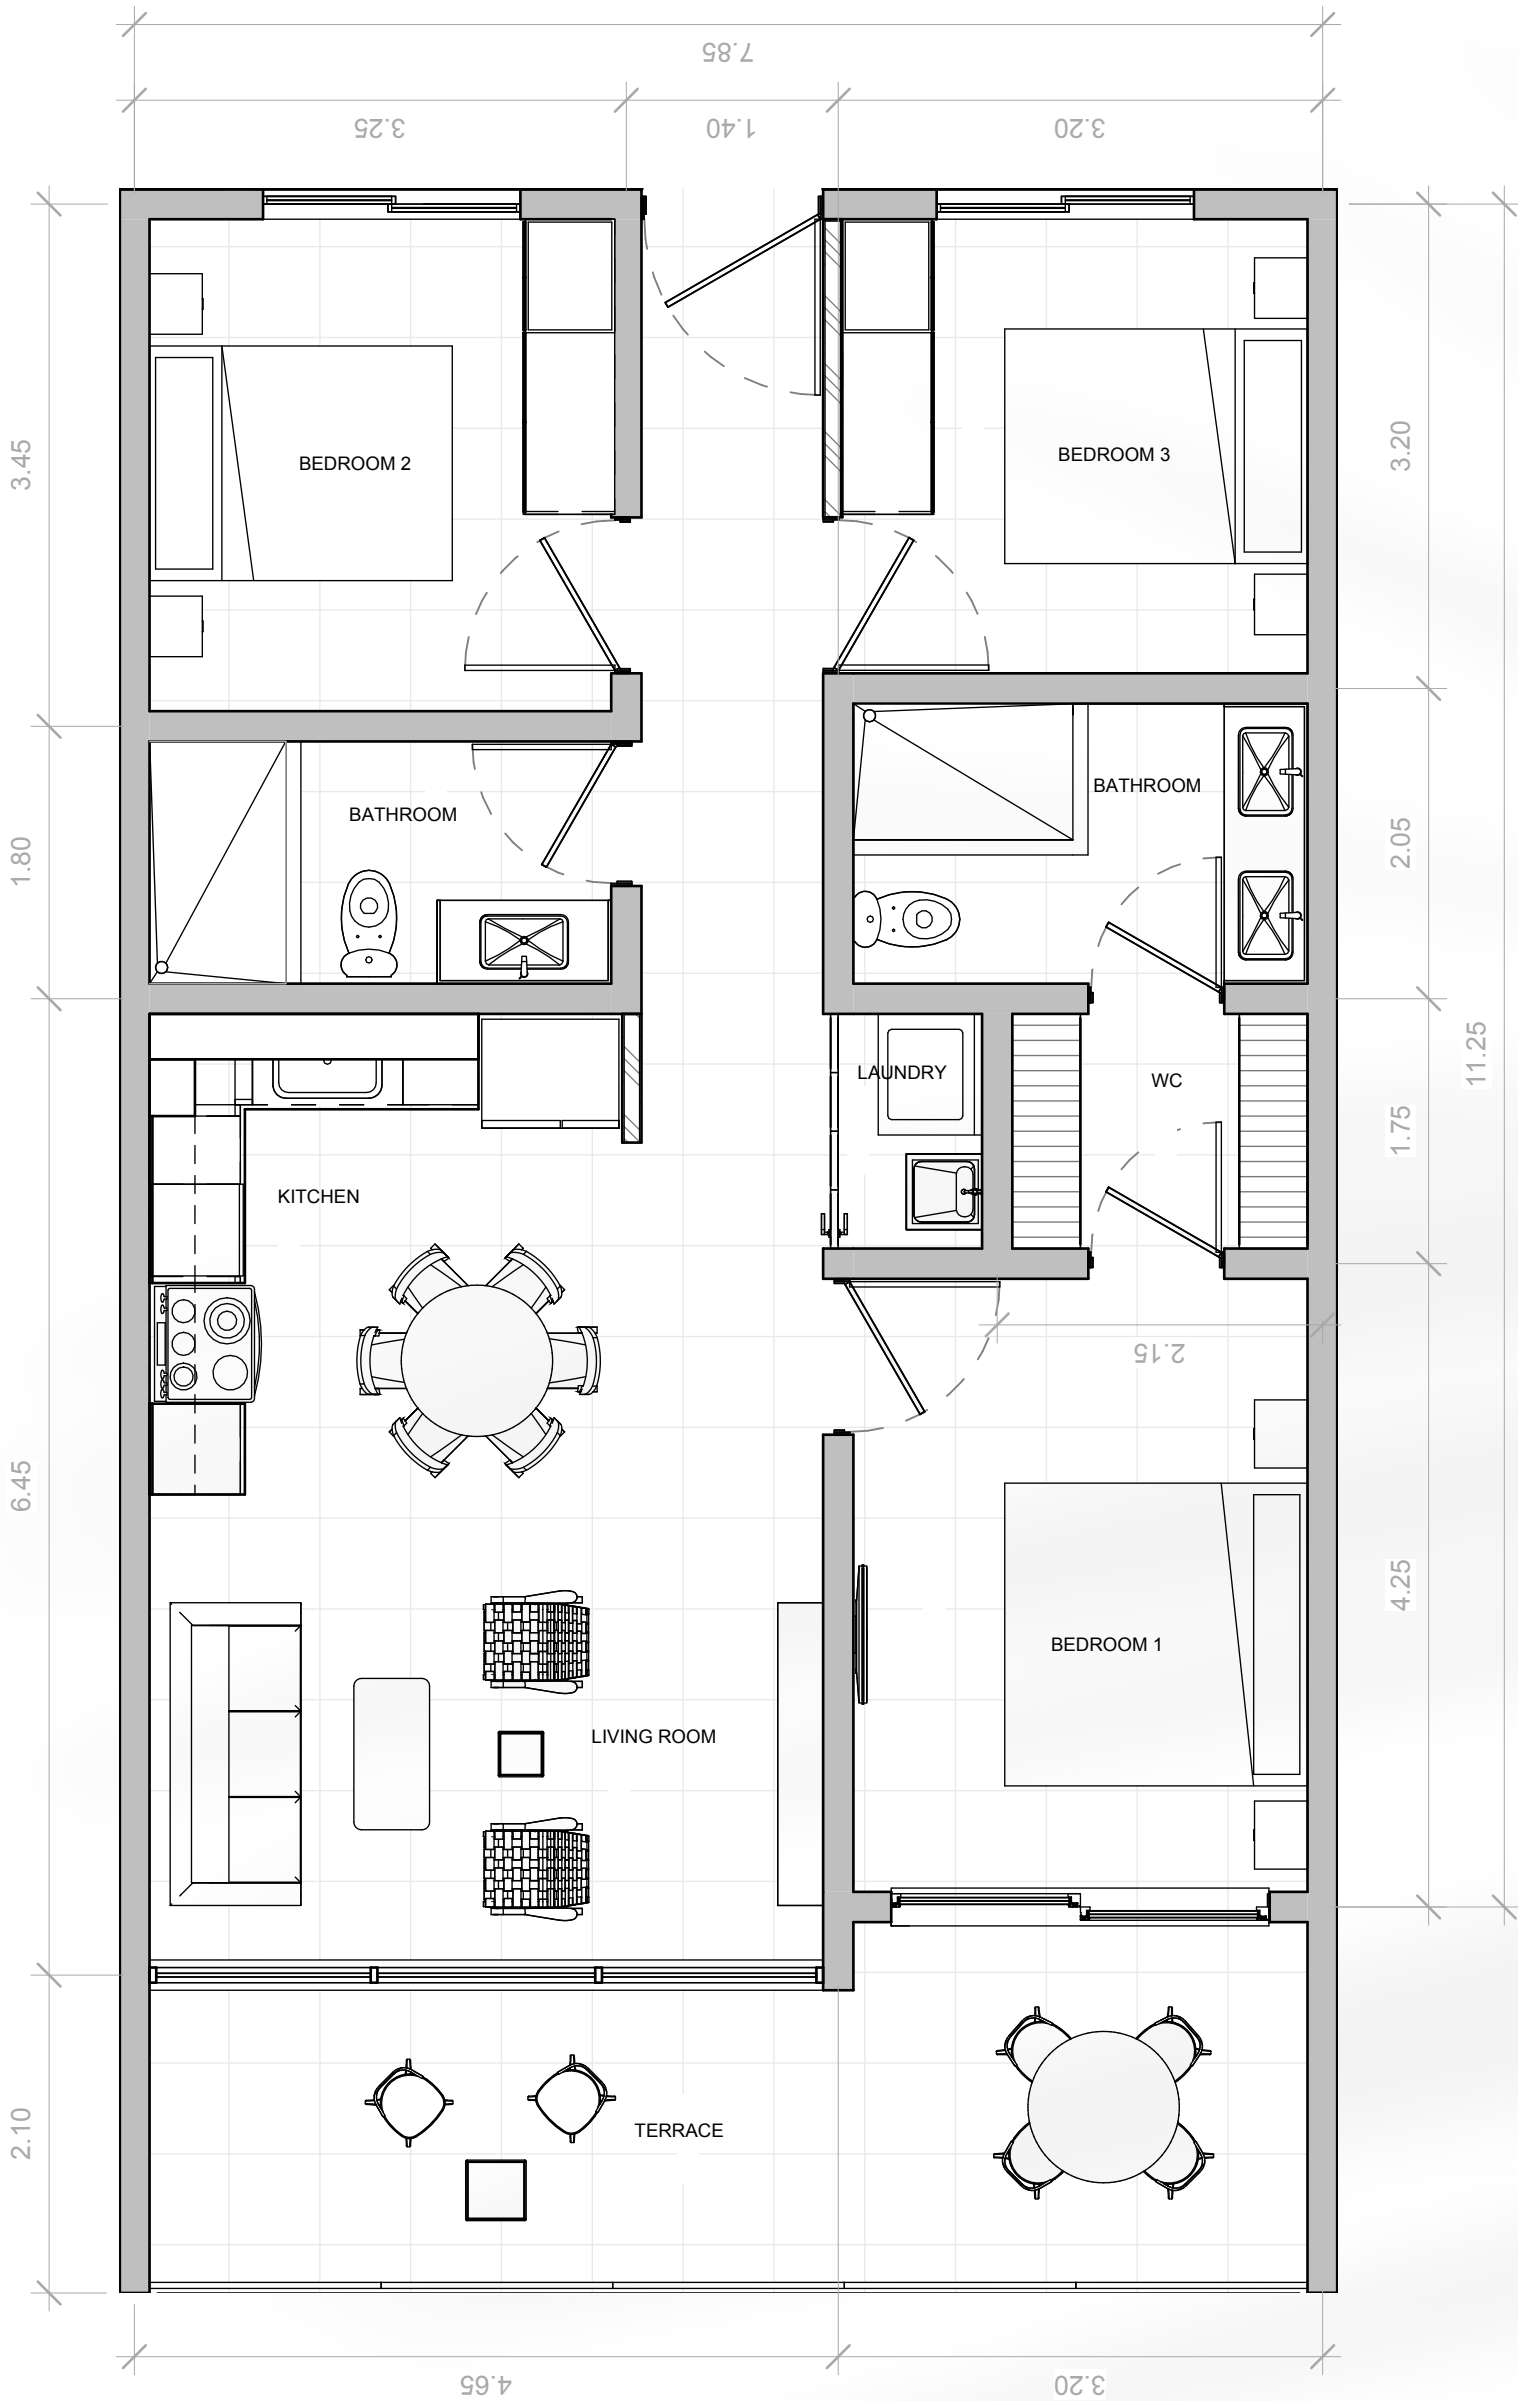 7.85
3.25
1.40
3.20
3.45
BEDROOM 2
BEDROOM 3
3.20
1.80
BATHROOM
BATHROOM
2.05
11.25
LAUNDRY
WC
1.75
KITCHEN
2.15
6.45
4.25
BEDROOM 1
LIVING ROOM
2.10
TERRACE
4.65
3.20